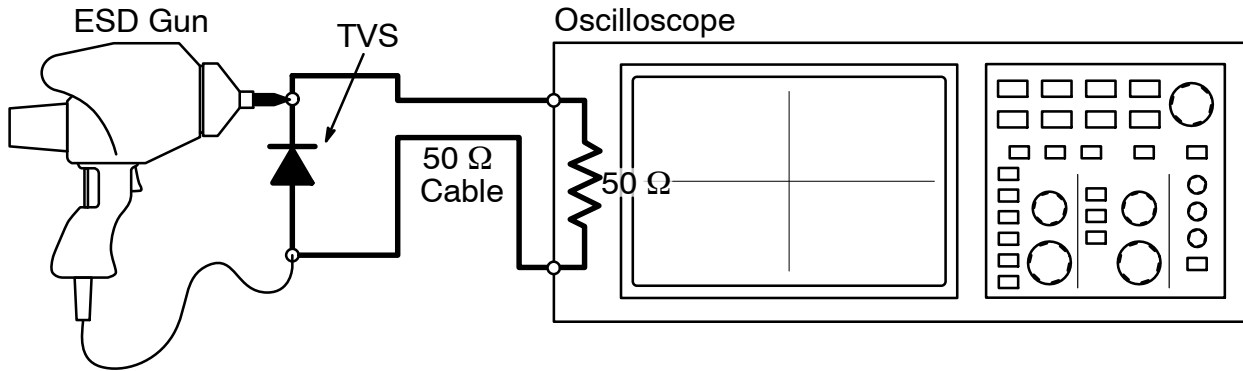 ESD Gun
TVS
Oscilloscope
50 Ω
Cable
50 Ω